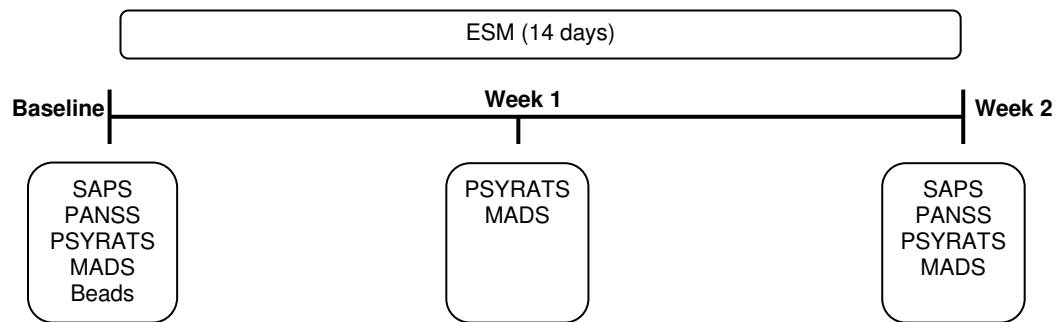 ESM (14 days)
Baseline
Week 1
Week 2
SAPS
PANSS
PSYRATS
MADS
Beads
PSYRATS
MADS
SAPS
PANSS
PSYRATS
MADS